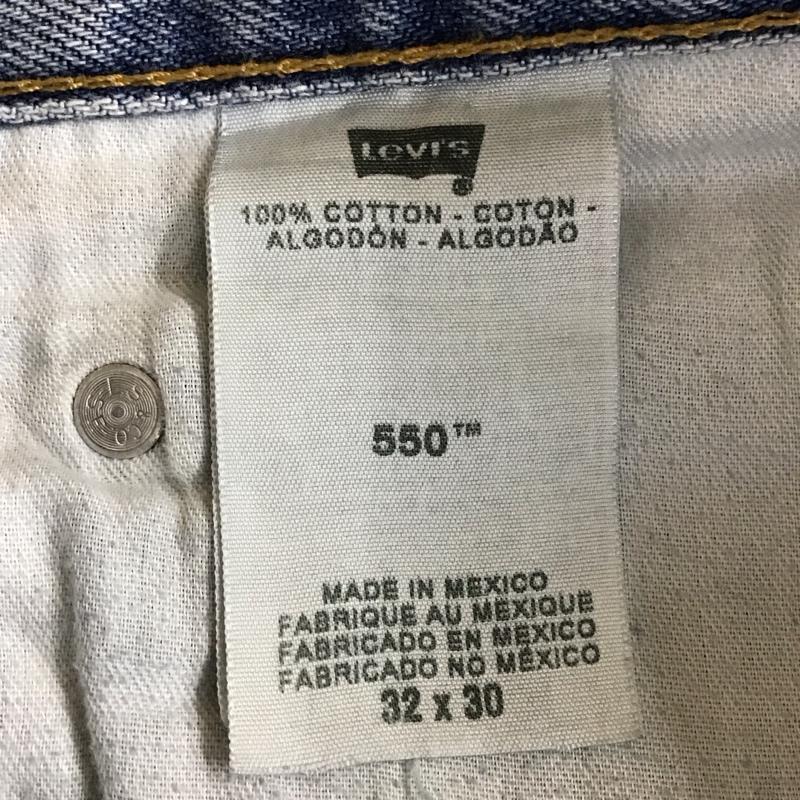 Levi's
®
100% COTTON - COTON -
ALGODÓN - ALGODÃO
550™
MADE IN MEXICO
FABRIQUE AU MEXIQUE
FABRICADO EN MEXICO
FABRICADO NO MÉXICO
32 x 30